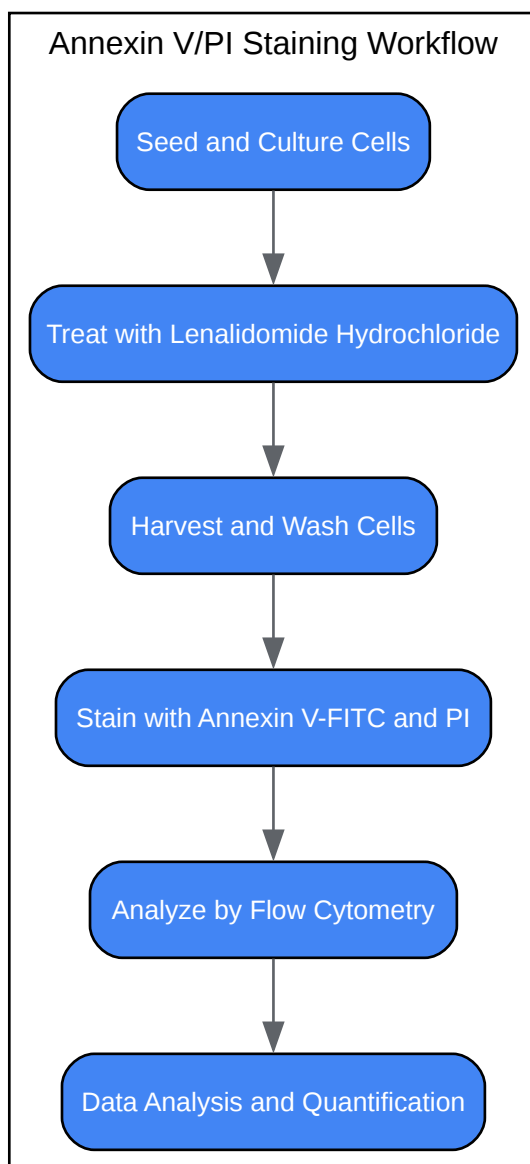 Annexin V/PI Staining Workflow
Seed and Culture Cells
Treat with Lenalidomide Hydrochloride
Harvest and Wash Cells
Stain with Annexin V-FITC and PI
Analyze by Flow Cytometry
Data Analysis and Quantification